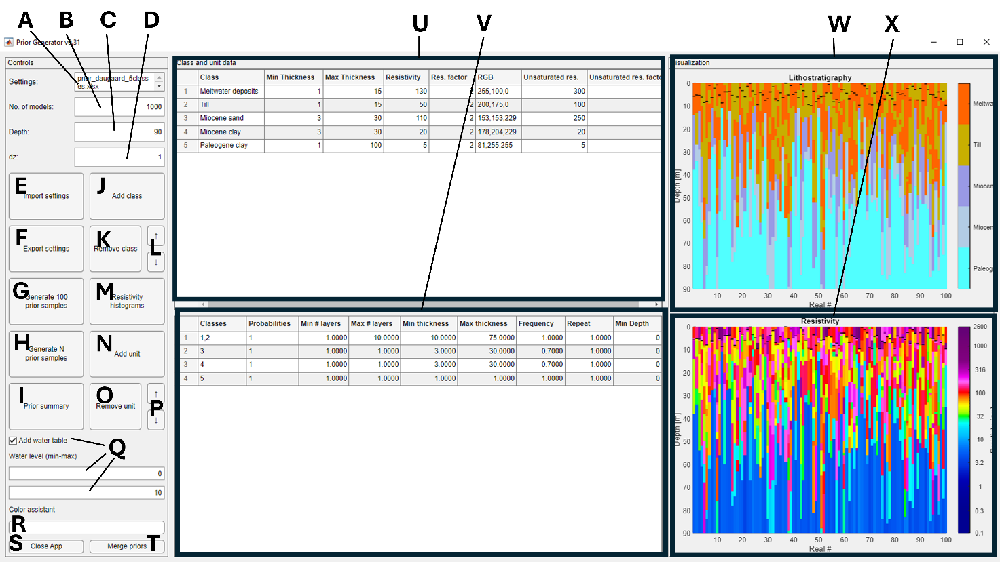 A B C D U V W X
Prior Generator v0.31
Controls
Settings: prior_daugaard_5class
es.xlsx
No. of models: 1000
Depth: 90
dz: 1
E Import settings
J Add class
F Export settings
K Remove class
↑
L
↓
G Generate 100
prior samples
M Resistivity
histograms
H Generate N
prior samples
N Add unit
I Prior summary
O Remove unit
↑
P
↓
Add water table
Q
Water level (min-max)
0
10
Color assistant
R
S Close App
Merge priors T
Class and unit data
Class Min Thickness Max Thickness Resistivity Res. factor RGB Unsaturated res. Unsaturated res. facto
1 Meltwater deposits 1 15 130 2 255,100,0 300
2 Till 1 15 50 2 200,175,0 100
3 Miocene sand 3 30 110 2 153,153,229 250
4 Miocene clay 3 30 20 2 178,204,229 20
5 Paleogene clay 1 100 5 2 81,255,255 5
Classes Probabilities Min # layers Max # layers Min thickness Max thickness Frequency Repeat Min Depth
1 1,2 1 1.0000 10.0000 10.0000 75.0000 1.0000 1.0000 0
2 3 1 1.0000 1.0000 3.0000 30.0000 0.7000 1.0000 0
3 4 1 1.0000 1.0000 3.0000 30.0000 0.7000 1.0000 0
4 5 1 1.0000 1.0000 1.0000 1.0000 1.0000 1.0000 0
isualization
Lithostratigraphy
0
10
20
30
40
50
60
70
80
90
Depth [m]
10 20 30 40 50 60 70 80 90 100
Real #
Meltwa
Till
Miocen
Miocen
Paleog
Resistivity
0
10
20
30
40
50
60
70
80
90
Depth [m]
10 20 30 40 50 60 70 80 90 100
Real #
2600
1000
316
100
32
10
3.2
1
0.3
0.1